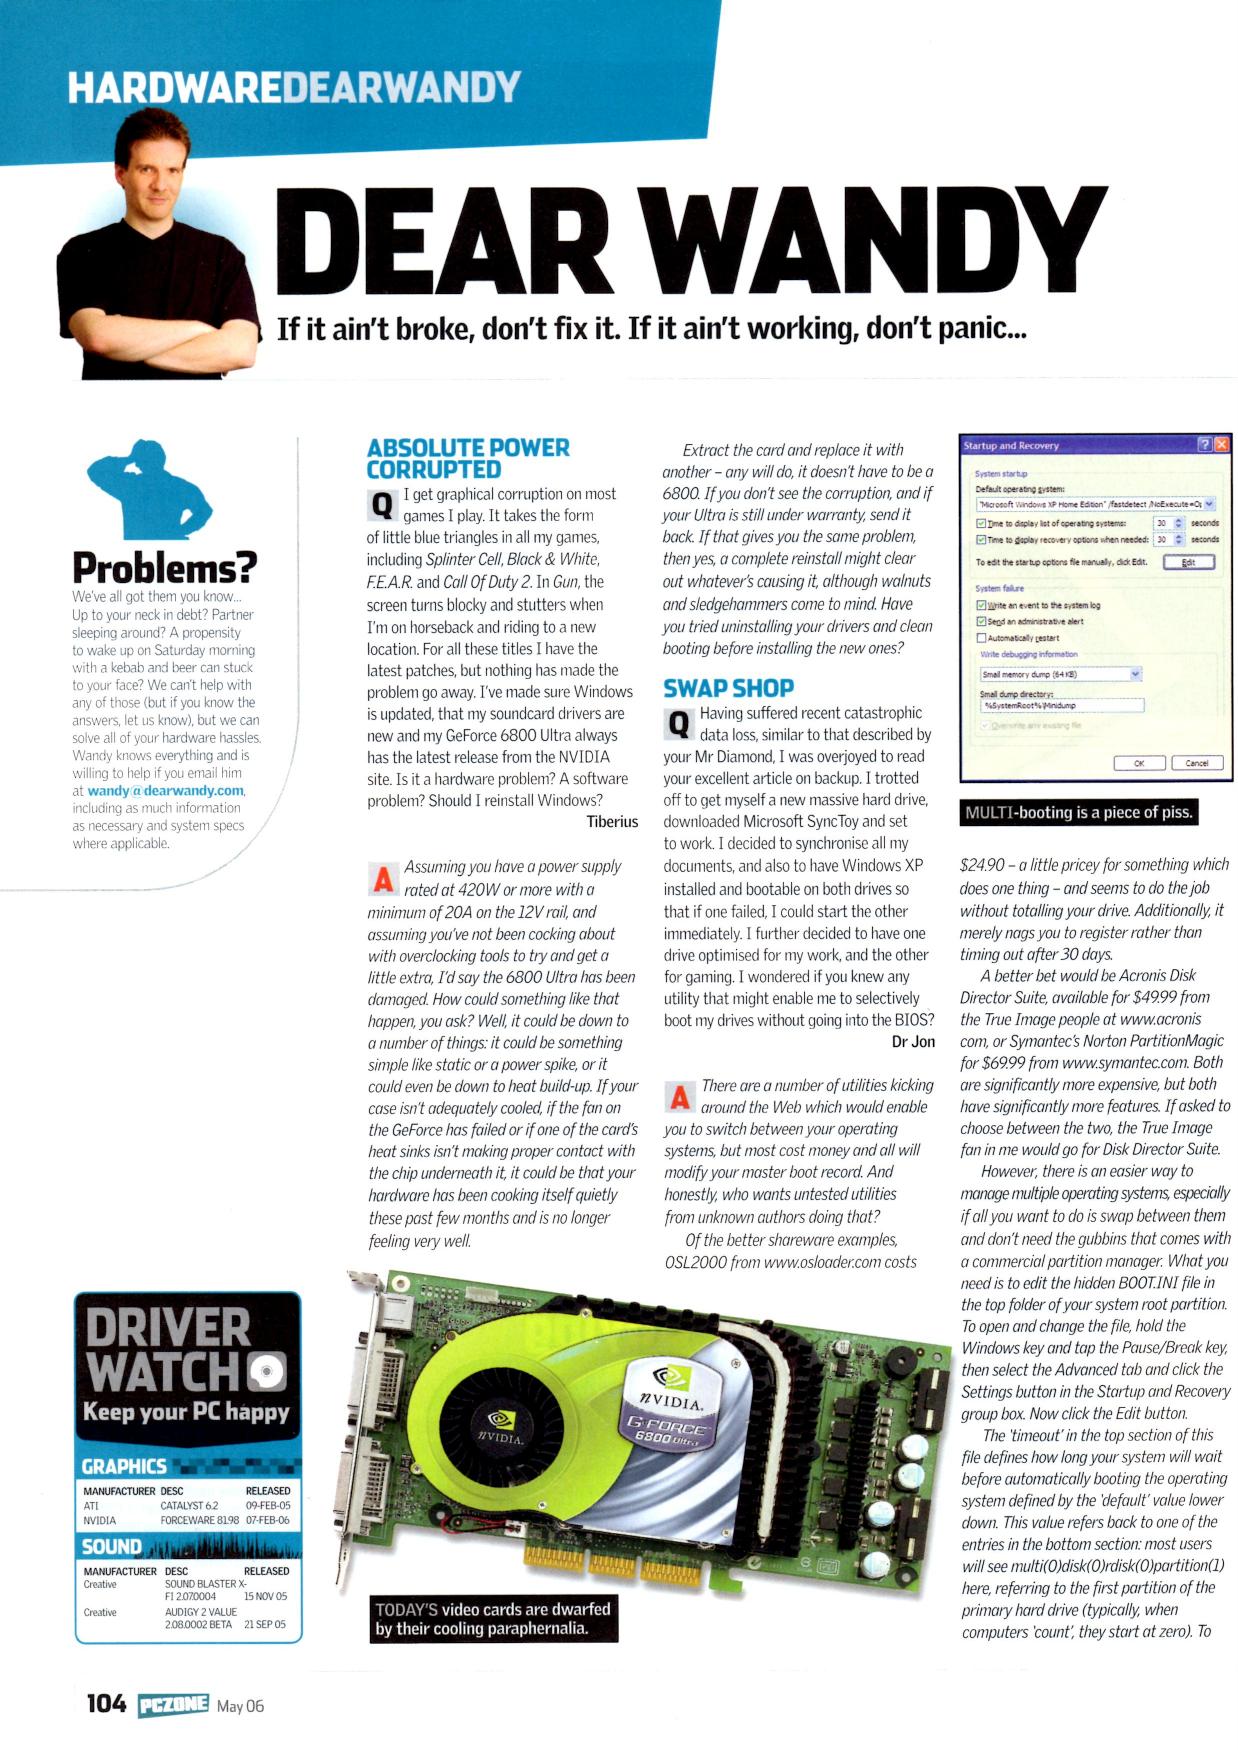 HARDWAREDEARWANDY
DEAR WANDY
If it ain't broke, don't fix it. If it ain't working, don't panic...
Problems?
We've all got them you know...
Up to your neck in debt? Partner
sleeping around? A propensity
to wake up on Saturday morning
with a kebab and beer can stuck
to your face? We can't help with
any of those (but if you know the
answers, let us know), but we can
solve all of your hardware hassles.
Wandy knows everything and is
willing to help if you email him
at wandy@dearwandy.com,
including as much information
as necessary and system specs
where applicable.
DRIVER
WATCH
Keep your PC happy
GRAPHICS
MANUFACTURER DESC RELEASED
ATI CATALYST 6.2 09-FEB-05
NVIDIA FORCEWARE 81.98 07-FEB-06
SOUND
MANUFACTURER DESC RELEASED
Creative SOUND BLASTER X-
FI 2.07.0004 15 NOV 05
Creative AUDIGY 2 VALUE
2.08.0002 BETA 21 SEP 05
ABSOLUTE POWER
CORRUPTED
Q I get graphical corruption on most
games I play. It takes the form
of little blue triangles in all my games,
including Splinter Cell, Black & White,
F.E.A.R. and Call Of Duty 2. In Gun, the
screen turns blocky and stutters when
I'm on horseback and riding to a new
location. For all these titles I have the
latest patches, but nothing has made the
problem go away. I've made sure Windows
is updated, that my soundcard drivers are
new and my GeForce 6800 Ultra always
has the latest release from the NVIDIA
site. Is it a hardware problem? A software
problem? Should I reinstall Windows?
Tiberius
A Assuming you have a power supply
rated at 420W or more with a
minimum of 20A on the 12V rail, and
assuming you've not been cocking about
with overclocking tools to try and get a
little extra, I'd say the 6800 Ultra has been
damaged. How could something like that
happen, you ask? Well, it could be down to
a number of things: it could be something
simple like static or a power spike, or it
could even be down to heat build-up. If your
case isn't adequately cooled, if the fan on
the GeForce has failed or if one of the card's
heat sinks isn't making proper contact with
the chip underneath it, it could be that your
hardware has been cooking itself quietly
these past few months and is no longer
feeling very well.
Extract the card and replace it with
another – any will do, it doesn't have to be a
6800. If you don't see the corruption, and if
your Ultra is still under warranty, send it
back. If that gives you the same problem,
then yes, a complete reinstall might clear
out whatever's causing it, although walnuts
and sledgehammers come to mind. Have
you tried uninstalling your drivers and clean
booting before installing the new ones?
SWAP SHOP
Q Having suffered recent catastrophic
data loss, similar to that described by
your Mr Diamond, I was overjoyed to read
your excellent article on backup. I trotted
off to get myself a new massive hard drive,
downloaded Microsoft SyncToy and set
to work. I decided to synchronise all my
documents, and also to have Windows XP
installed and bootable on both drives so
that if one failed, I could start the other
immediately. I further decided to have one
drive optimised for my work, and the other
for gaming. I wondered if you knew any
utility that might enable me to selectively
boot my drives without going into the BIOS?
Dr Jon
A There are a number of utilities kicking
around the Web which would enable
you to switch between your operating
systems, but most cost money and all will
modify your master boot record. And
honestly, who wants untested utilities
from unknown authors doing that?
Of the better shareware examples,
OSL2000 from www.osloader.com costs
NVIDIA.
NVIDIA.
GEFORCE
6800 Ultra
TODAY'S video cards are dwarfed
by their cooling paraphernalia.
Startup and Recovery
System startup
Default operating system:
"Microsoft Windows XP Home Edition" /fastdetect /NoExecute=Op
Time to display list of operating systems: 30 seconds
Time to display recovery options when needed: 30 seconds
To edit the startup options file manually, click Edit. Edit
System failure
Write an event to the system log
Send an administrative alert
Automatically restart
Write debugging information
Small memory dump (64 KB)
Small dump directory:
%SystemRoot%\Minidump
Overwrite any existing file
OK Cancel
MULTI-booting is a piece of piss.
$24.90 – a little pricey for something which
does one thing – and seems to do the job
without totalling your drive. Additionally, it
merely nags you to register rather than
timing out after 30 days.
A better bet would be Acronis Disk
Director Suite, available for $49.99 from
the True Image people at www.acronis
com, or Symantec's Norton PartitionMagic
for $69.99 from www.symantec.com. Both
are significantly more expensive, but both
have significantly more features. If asked to
choose between the two, the True Image
fan in me would go for Disk Director Suite.
However, there is an easier way to
manage multiple operating systems, especially
if all you want to do is swap between them
and don't need the gubbins that comes with
a commercial partition manager. What you
need is to edit the hidden BOOT.INI file in
the top folder of your system root partition.
To open and change the file, hold the
Windows key and tap the Pause/Break key,
then select the Advanced tab and click the
Settings button in the Startup and Recovery
group box. Now click the Edit button.
The 'timeout' in the top section of this
file defines how long your system will wait
before automatically booting the operating
system defined by the 'default' value lower
down. This value refers back to one of the
entries in the bottom section: most users
will see multi(0)disk(0)rdisk(0)partition(1)
here, referring to the first partition of the
primary hard drive (typically, when
computers 'count', they start at zero). To
104 PCZONE May 06